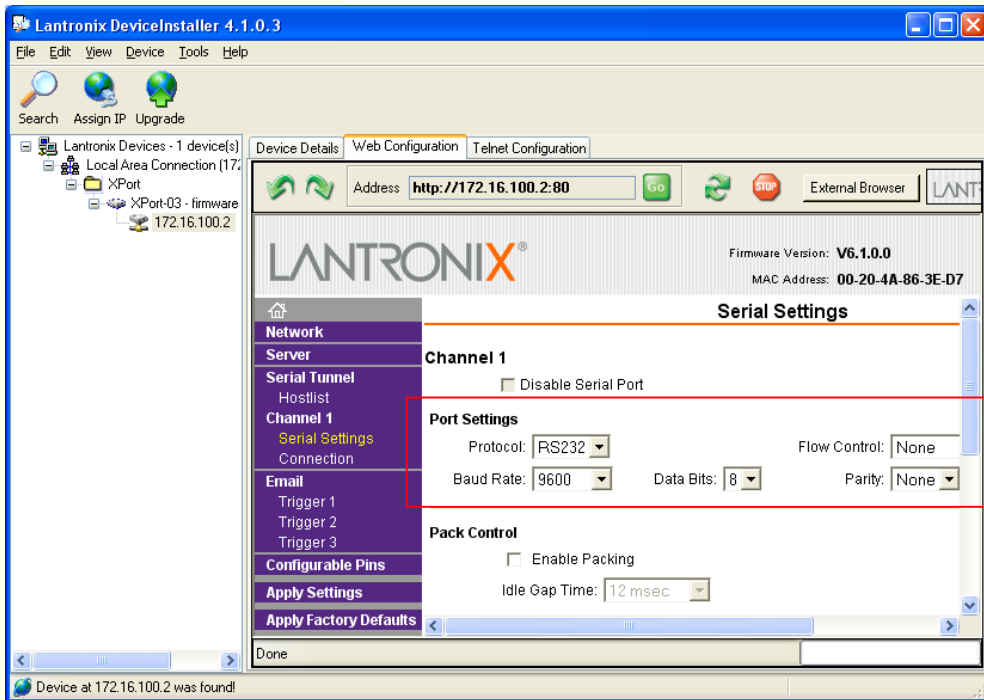 Lantronix DeviceInstaller 4.1.0.3
File Edit View Device Tools Help
Search Assign IP Upgrade
Lantronix Devices - 1 device(s)
Local Area Connection (172
XPort
XPort-03 - firmware
172.16.100.2
Device Details Web Configuration Telnet Configuration
Address http://172.16.100.2:80 Go STOP External Browser LANT
LANTRONIX®
Firmware Version: V6.1.0.0
MAC Address: 00-20-4A-86-3E-D7
Network
Server
Serial Tunnel
Hostlist
Channel 1
Serial Settings
Connection
Email
Trigger 1
Trigger 2
Trigger 3
Configurable Pins
Apply Settings
Apply Factory Defaults
Serial Settings
Channel 1
Disable Serial Port
Port Settings
Protocol: RS232 Flow Control: None
Baud Rate: 9600 Data Bits: 8 Parity: None
Pack Control
Enable Packing
Idle Gap Time: 12 msec
Done
Device at 172.16.100.2 was found!